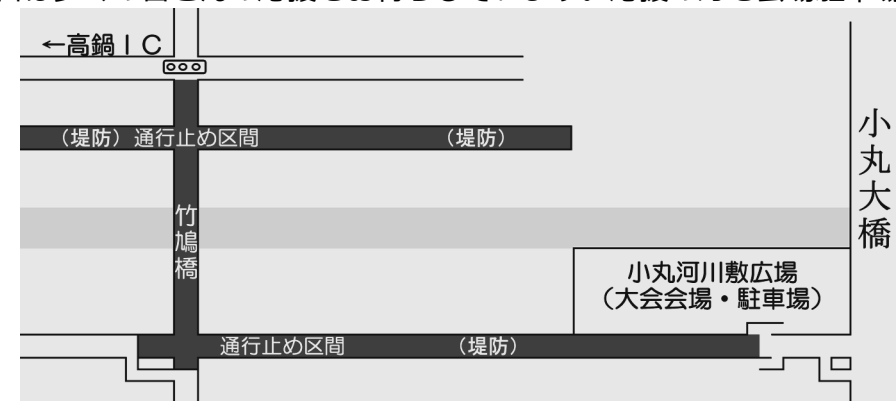 ←高鍋ＩＣ
（堤防）通行止め区間
（堤防）
小丸大橋
竹鳩橋
小丸河川敷広場
（大会会場・駐車場）
通行止め区間
（堤防）